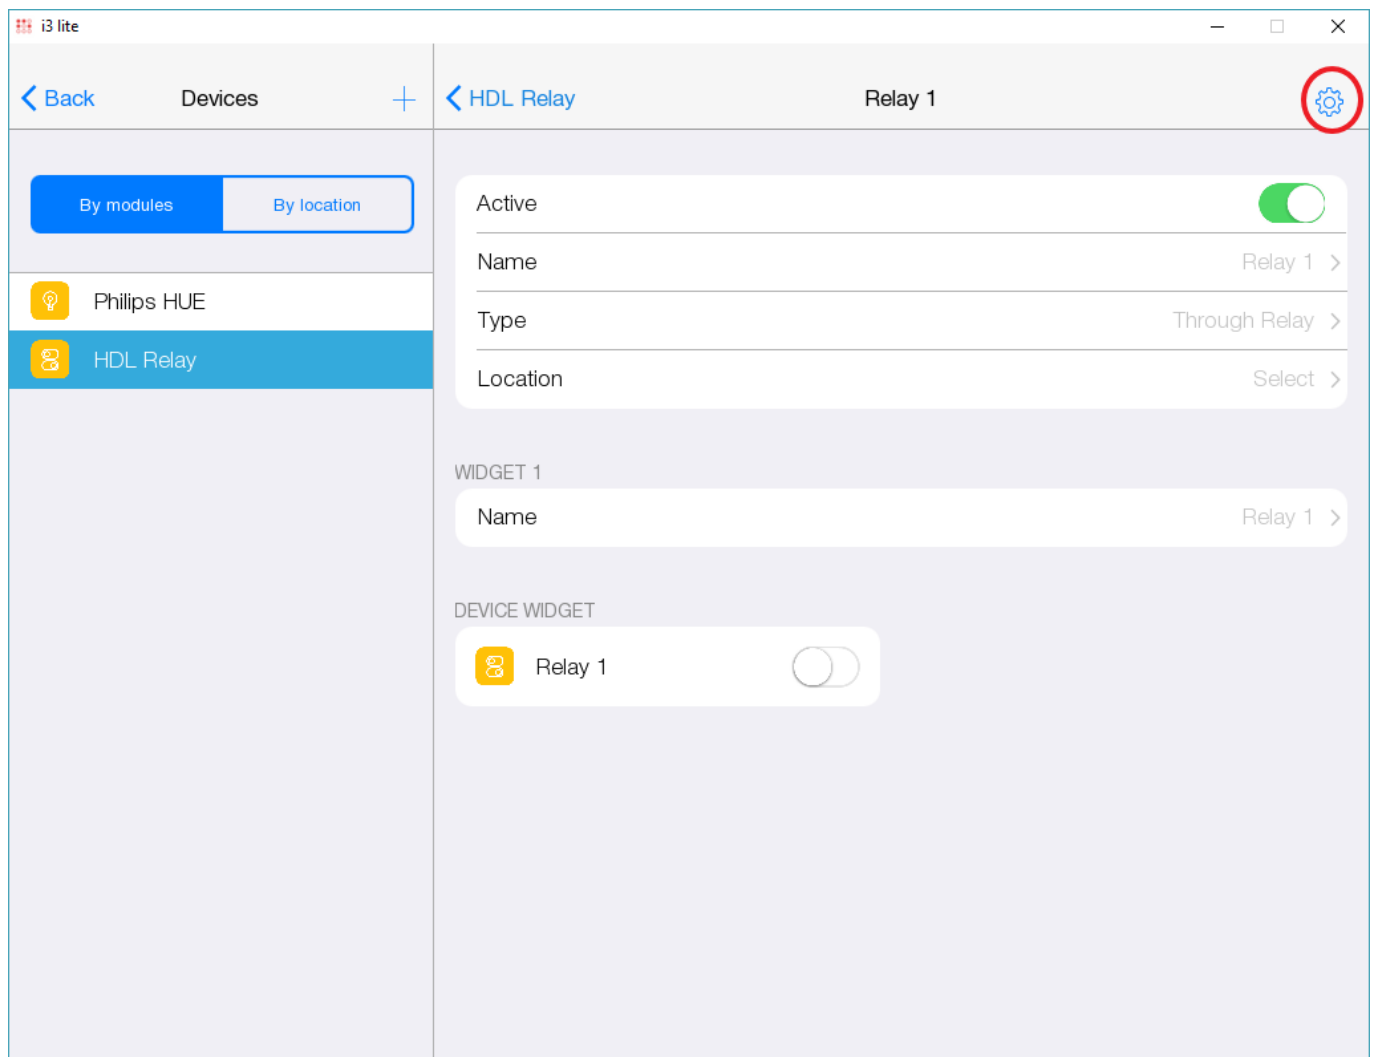 i3 lite
Back Devices
HDL Relay Relay 1
By modules By location
Philips HUE
HDL Relay
Active
Name Relay 1
Type Through Relay
Location Select
WIDGET 1
Name Relay 1
DEVICE WIDGET
Relay 1